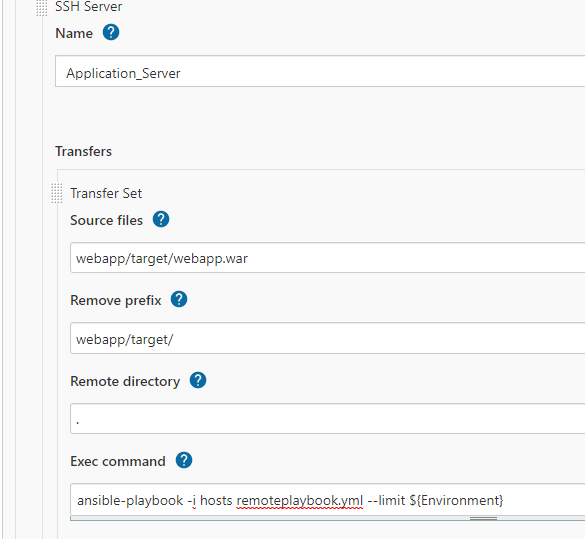 SSH Server
Name ?
Application_Server
Transfers
Transfer Set
Source files ?
webapp/target/webapp.war
Remove prefix ?
webapp/target/
Remote directory ?
.
Exec command ?
ansible-playbook -i hosts remoteplaybook.yml --limit ${Environment}